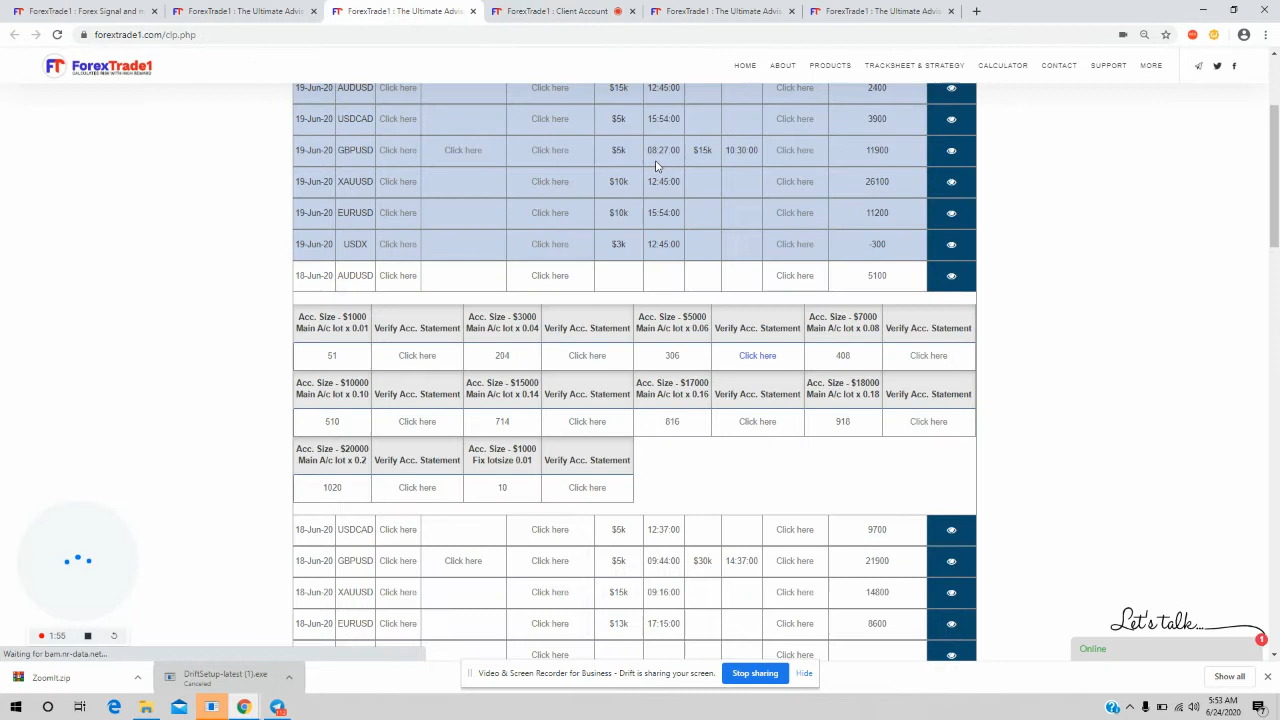 ForexTrade1 : Signal and m
ForexTrade1 : The Ultimate Advis
ForexTrade1 : The Ultimate Advis
ForexTrade1 : Client Account
ForexTrade1 : The Ultimate Advis
ForexTrade1 : The Ultimate Advis
forextrade1.com/clp.php
FT ForexTrade1
CALCULATED RISK WITH HIGH REWARD
HOME ABOUT PRODUCTS TRACKSHEET & STRATEGY CALCULATOR CONTACT SUPPORT MORE
19-Jun-20 AUDUSD Click here Click here $15k 12:45:00 Click here 2400
19-Jun-20 USDCAD Click here Click here $5k 15:54:00 Click here 3900
19-Jun-20 GBPUSD Click here Click here Click here $5k 08:27:00 $15k 10:30:00 Click here 11900
19-Jun-20 XAUUSD Click here Click here $10k 12:45:00 Click here 26100
19-Jun-20 EURUSD Click here Click here $10k 15:54:00 Click here 11200
19-Jun-20 USDX Click here Click here $3k 12:45:00 Click here -300
18-Jun-20 AUDUSD Click here Click here Click here 5100
Acc. Size - $1000 Acc. Size - $3000 Acc. Size - $5000 Acc. Size - $7000
Main A/c lot x 0.01 Verify Acc. Statement Main A/c lot x 0.04 Verify Acc. Statement Main A/c lot x 0.06 Verify Acc. Statement Main A/c lot x 0.08 Verify Acc. Statement
51 Click here 204 Click here 306 Click here 408 Click here
Acc. Size - $10000 Acc. Size - $15000 Acc. Size - $17000 Acc. Size - $18000
Main A/c lot x 0.10 Verify Acc. Statement Main A/c lot x 0.14 Verify Acc. Statement Main A/c lot x 0.16 Verify Acc. Statement Main A/c lot x 0.18 Verify Acc. Statement
510 Click here 714 Click here 816 Click here 918 Click here
Acc. Size - $20000 Acc. Size - $1000
Main A/c lot x 0.2 Verify Acc. Statement Fix lotsize 0.01 Verify Acc. Statement
1020 Click here 10 Click here
18-Jun-20 USDCAD Click here Click here $5k 12:37:00 Click here 9700
18-Jun-20 GBPUSD Click here Click here Click here $5k 09:44:00 $30k 14:37:00 Click here 21900
18-Jun-20 XAUUSD Click here Click here $15k 09:16:00 Click here 14800
18-Jun-20 EURUSD Click here Click here $13k 17:15:00 Click here 8600
Let's talk...
1
Online
1:55
Waiting for bam.nr-data.net...
ZoomIt.zip
DriftSetup-latest (1).exe
Canceled
Video & Screen Recorder for Business - Drift is sharing your screen.
Stop sharing
Hide
Show all
5:53 AM
6/24/2020